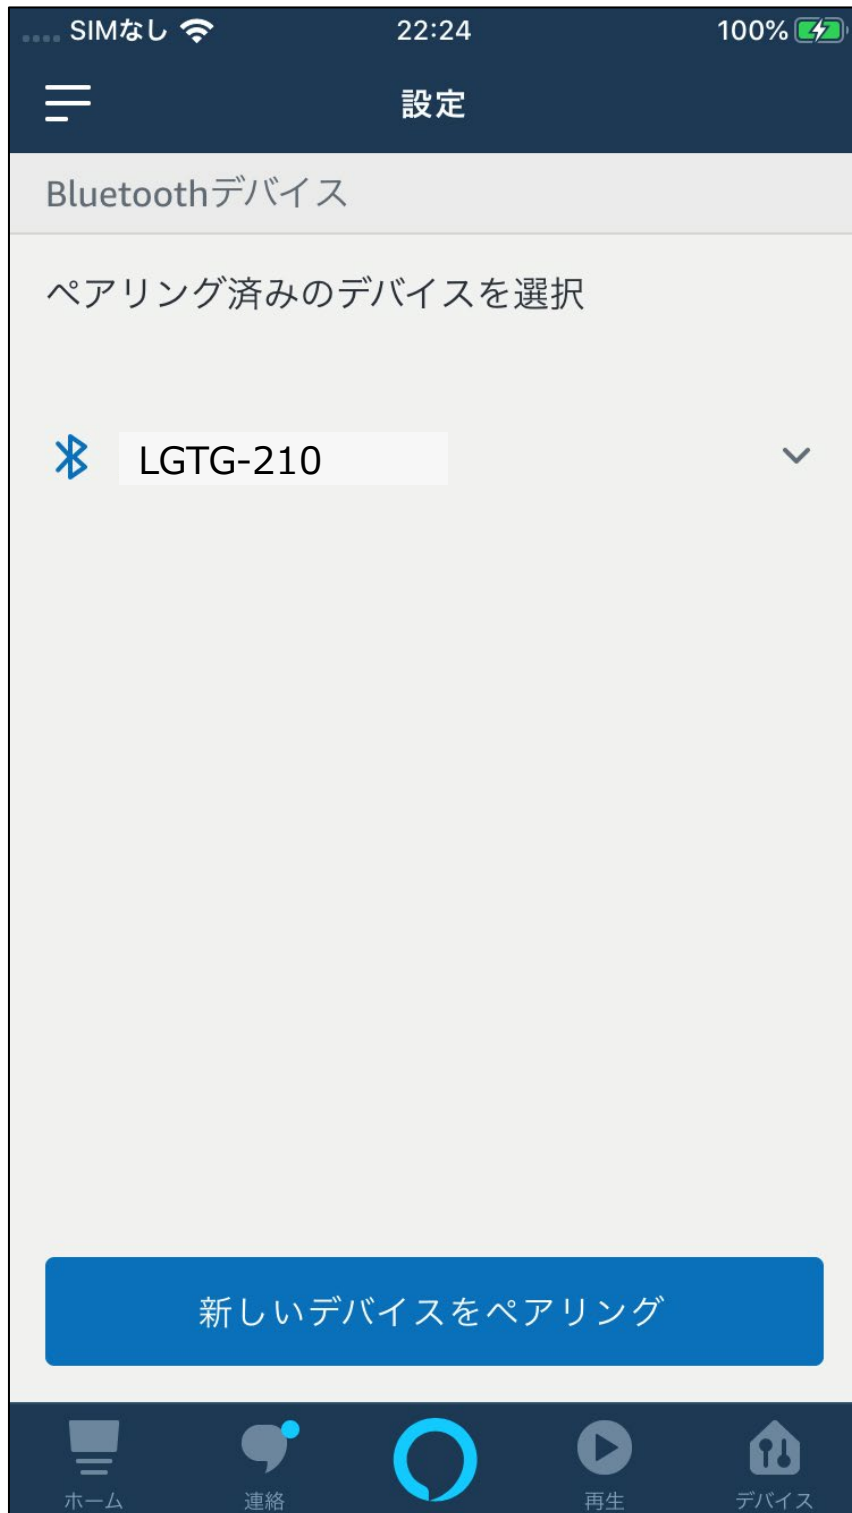 SIMなし 22:24 100%
設定
Bluetoothデバイス
ペアリング済みのデバイスを選択
LGTG-210
新しいデバイスをペアリング
ホーム 連絡 再生 デバイス